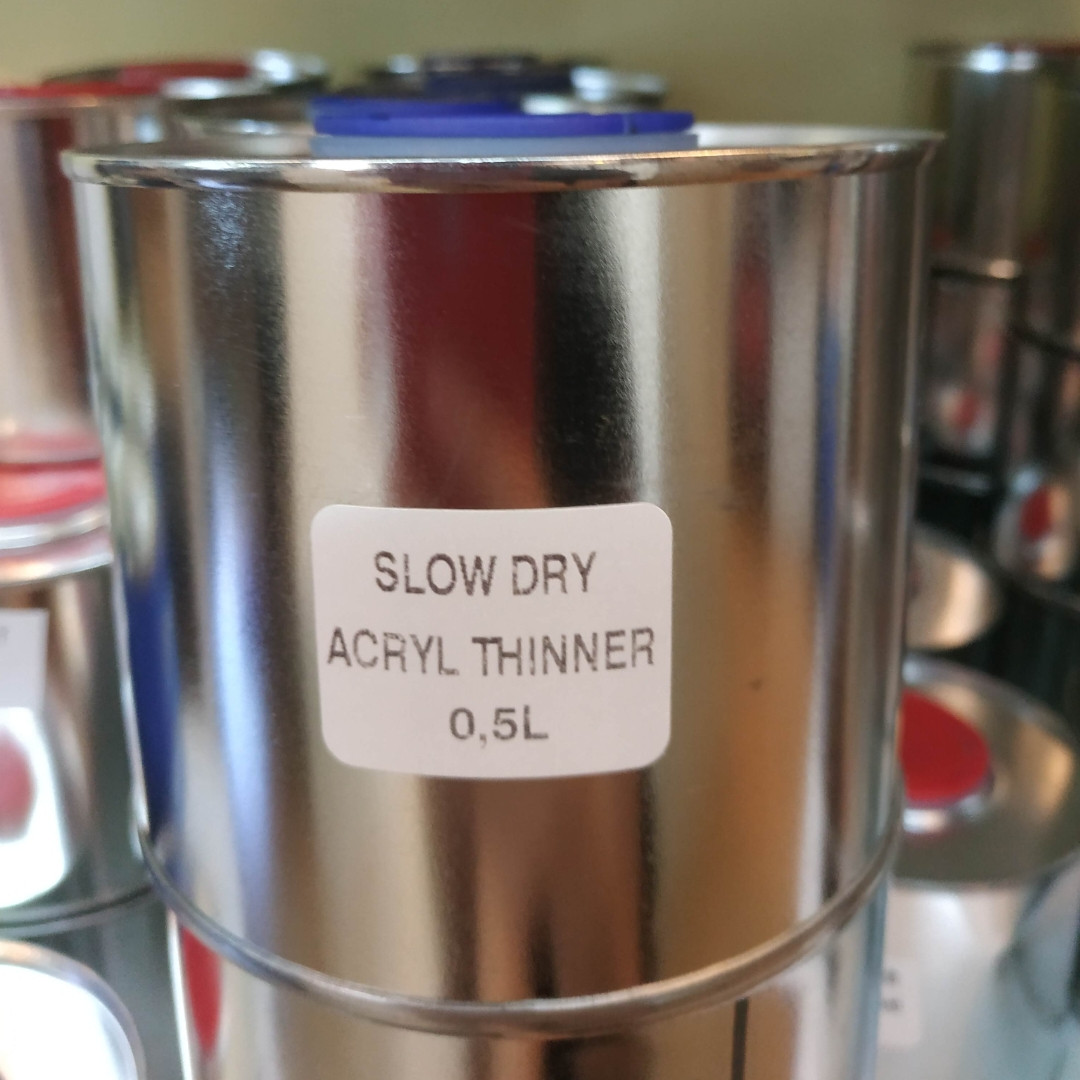 SLOW DRY
ACRYL THINNER
0,5L